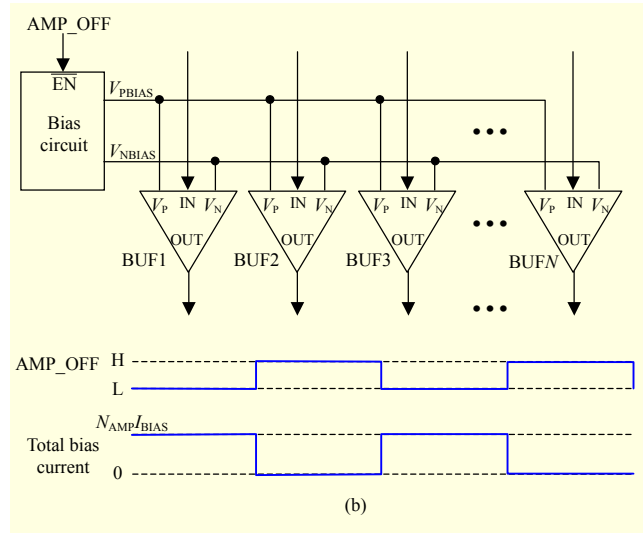 AMP_OFF
EN
Bias
circuit
VPBIAS
VNBIAS
VP IN VN
OUT
BUF1
VP IN VN
OUT
BUF2
VP IN VN
OUT
BUF3
VP IN VN
OUT
BUFN
AMP_OFF
H
L
NAMPIBIAS
Total bias
current
0
(b)